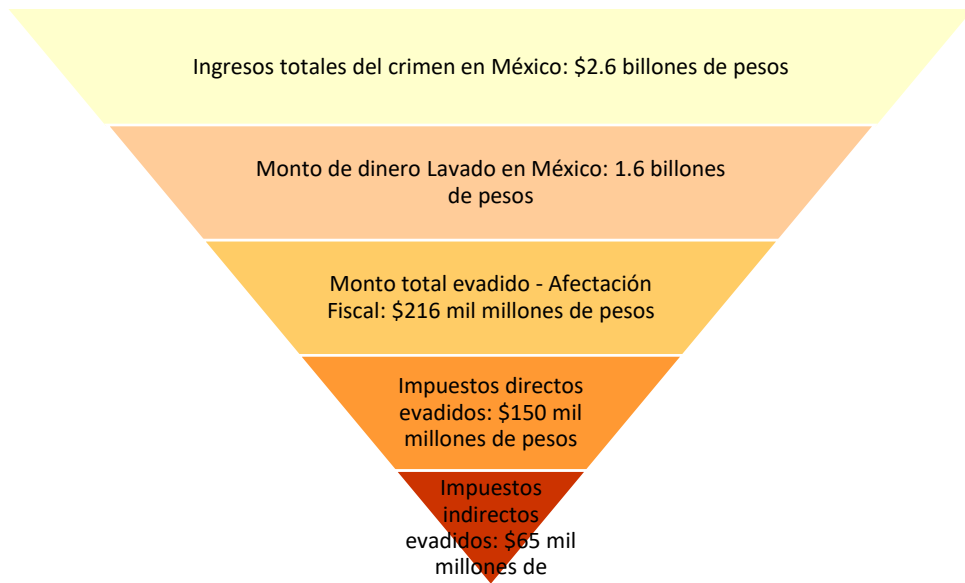 Ingresos totales del crimen en México: $2.6 billones de pesos
Monto de dinero Lavado en México: 1.6 billones
de pesos
Monto total evadido - Afectación
Fiscal: $216 mil millones de pesos
Impuestos directos
evadidos: $150 mil
millones de pesos
Impuestos
indirectos
evadidos: $65 mil
millones de